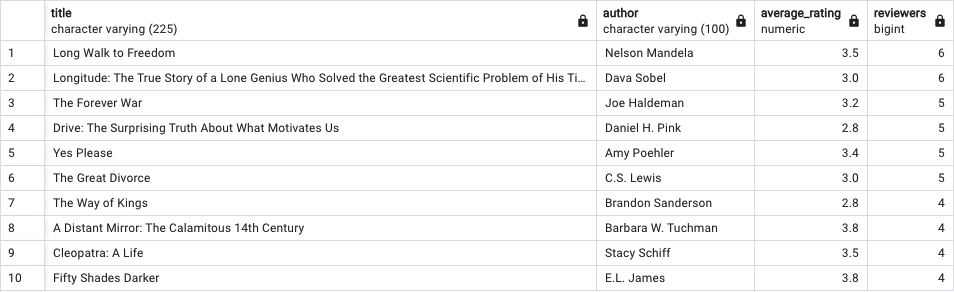 title author average_rating reviewers
character varying (225) character varying (100) numeric bigint
1 Long Walk to Freedom Nelson Mandela 3.5 6
2 Longitude: The True Story of a Lone Genius Who Solved the Greatest Scientific Problem of His Ti... Dava Sobel 3.0 6
3 The Forever War Joe Haldeman 3.2 5
4 Drive: The Surprising Truth About What Motivates Us Daniel H. Pink 2.8 5
5 Yes Please Amy Poehler 3.4 5
6 The Great Divorce C.S. Lewis 3.0 5
7 The Way of Kings Brandon Sanderson 2.8 4
8 A Distant Mirror: The Calamitous 14th Century Barbara W. Tuchman 3.8 4
9 Cleopatra: A Life Stacy Schiff 3.5 4
10 Fifty Shades Darker E.L. James 3.8 4